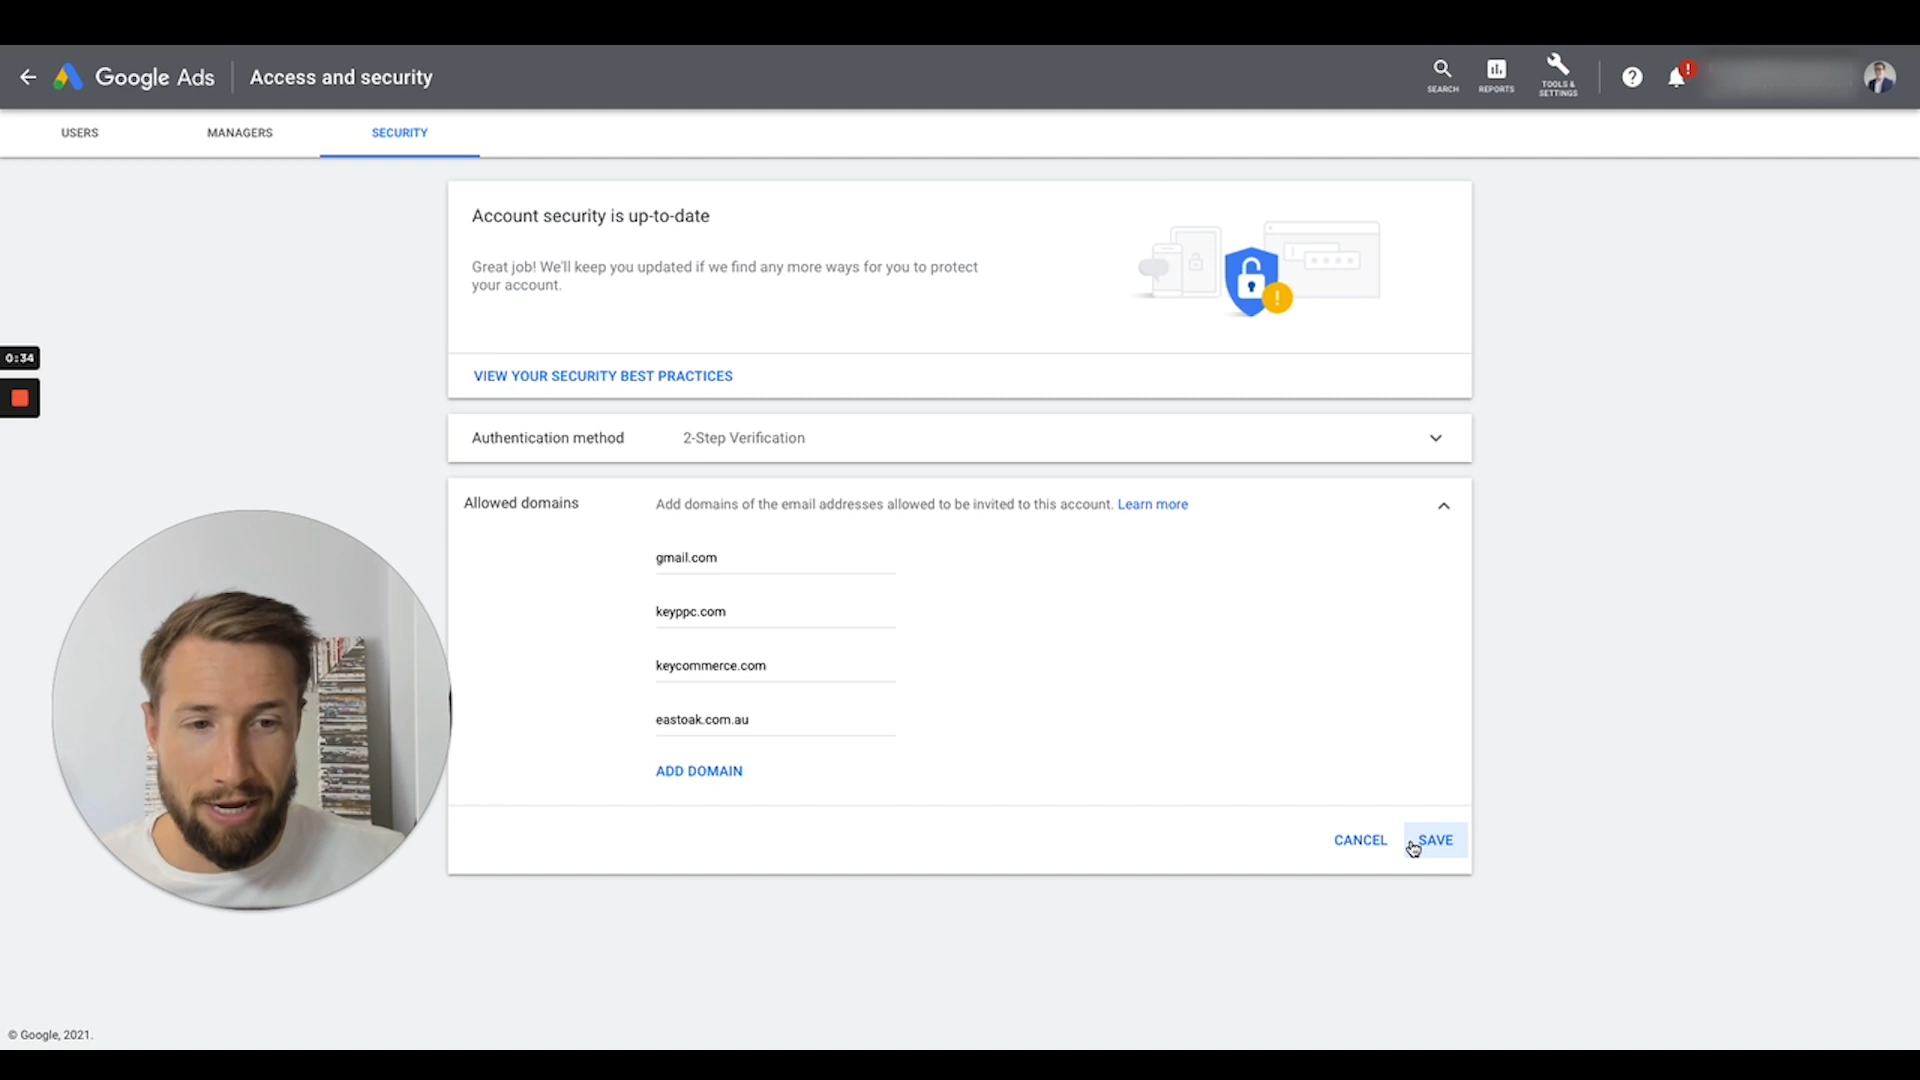 Google Ads
Access and security
SEARCH
REPORTS
TOOLS &
SETTINGS
?
!
USERS
MANAGERS
SECURITY
Account security is up-to-date
Great job! We'll keep you updated if we find any more ways for you to protect
your account.
!
VIEW YOUR SECURITY BEST PRACTICES
0:34
Authentication method
2-Step Verification
Allowed domains
Add domains of the email addresses allowed to be invited to this account. Learn more
gmail.com
keyppc.com
keycommerce.com
eastoak.com.au
ADD DOMAIN
CANCEL
SAVE
© Google, 2021.